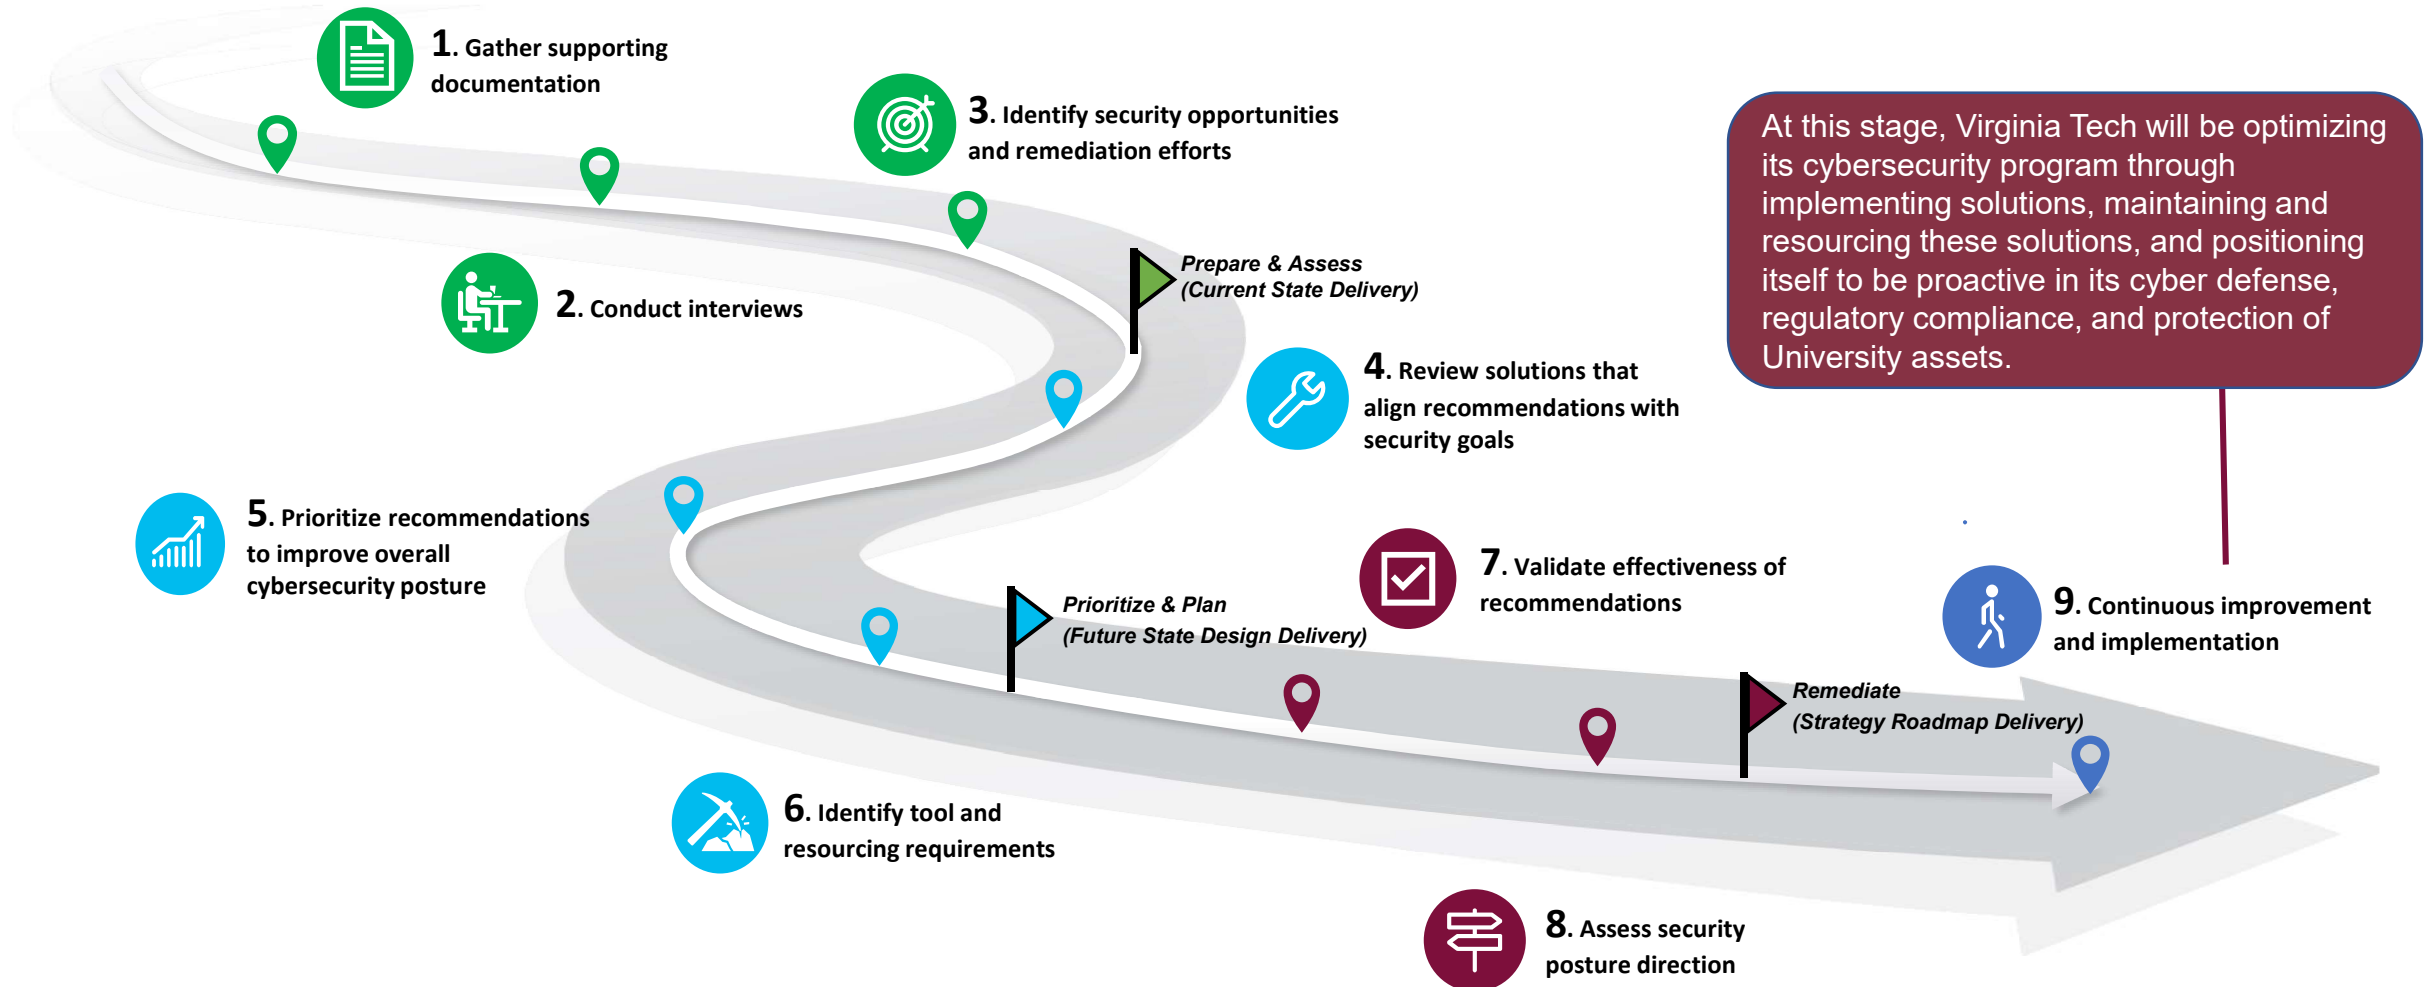 1. Gather supporting
documentation
2. Conduct interviews
3. Identify security opportunities
and remediation efforts
Prepare & Assess
(Current State Delivery)
4. Review solutions that
align recommendations with
security goals
5. Prioritize recommendations
to improve overall
cybersecurity posture
6. Identify tool and
resourcing requirements
Prioritize & Plan
(Future State Design Delivery)
7. Validate effectiveness of
recommendations
8. Assess security
posture direction
Remediate
(Strategy Roadmap Delivery)
9. Continuous improvement
and implementation
At this stage, Virginia Tech will be optimizing
its cybersecurity program through
implementing solutions, maintaining and
resourcing these solutions, and positioning
itself to be proactive in its cyber defense,
regulatory compliance, and protection of
University assets.